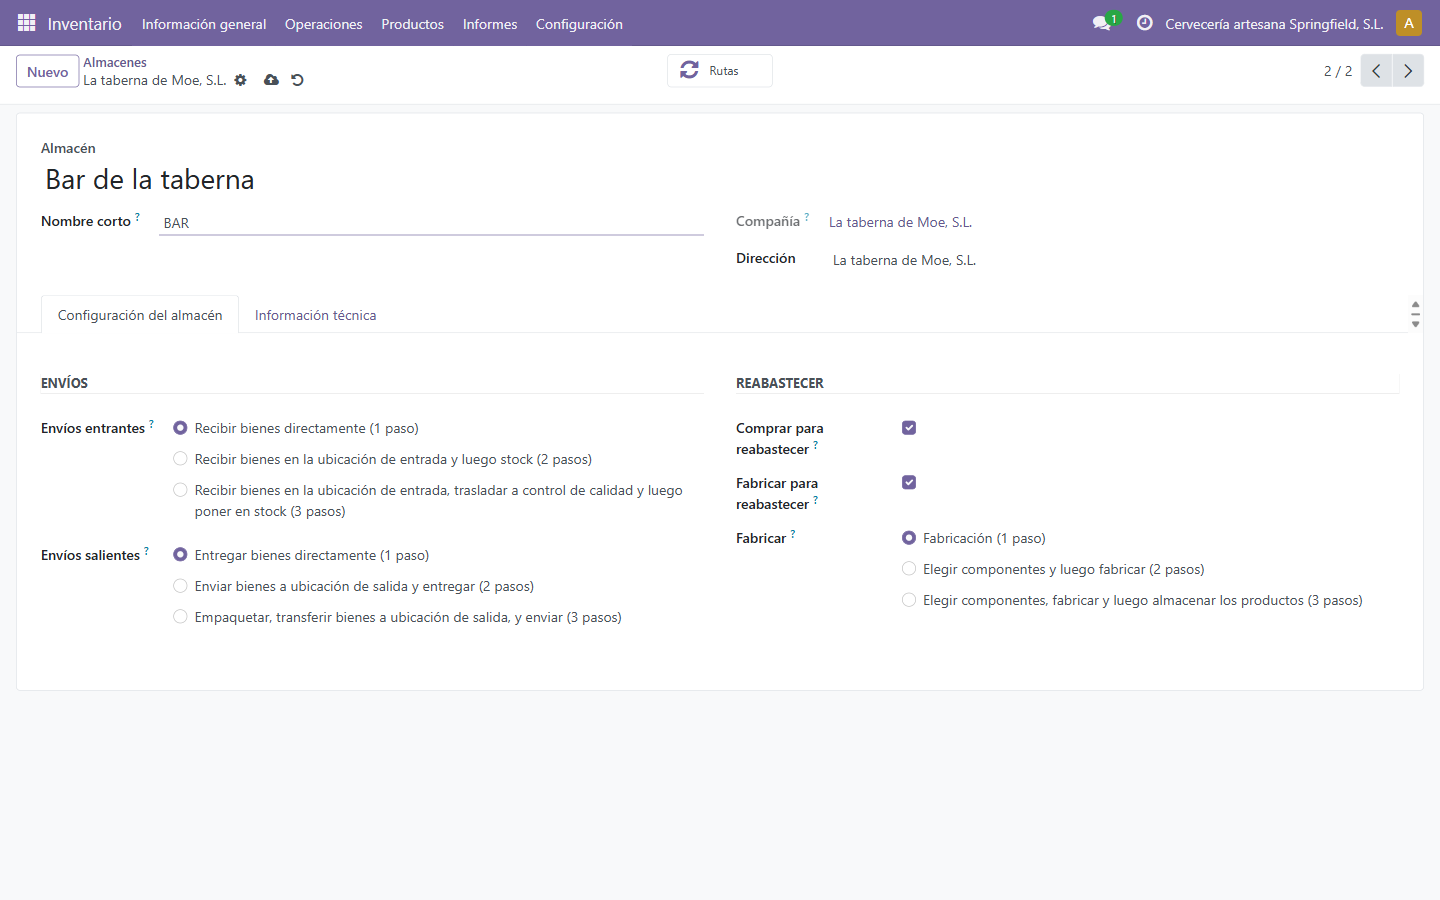 Inventario
Información general
Operaciones
Productos
Informes
Configuración
1
Cervecería artesana Springfield, S.L.
A
Nuevo
Almacenes
La taberna de Moe, S.L.
Rutas
2 / 2
Almacén
Bar de la taberna
Nombre corto ?
BAR
Compañía ?
La taberna de Moe, S.L.
Dirección
La taberna de Moe, S.L.
Configuración del almacén
Información técnica
ENVÍOS
Envíos entrantes ?
Recibir bienes directamente (1 paso)
Recibir bienes en la ubicación de entrada y luego stock (2 pasos)
Recibir bienes en la ubicación de entrada, trasladar a control de calidad y luego
poner en stock (3 pasos)
Envíos salientes ?
Entregar bienes directamente (1 paso)
Enviar bienes a ubicación de salida y entregar (2 pasos)
Empaquetar, transferir bienes a ubicación de salida, y enviar (3 pasos)
REABASTECER
Comprar para
reabastecer ?
Fabricar para
reabastecer ?
Fabricar ?
Fabricación (1 paso)
Elegir componentes y luego fabricar (2 pasos)
Elegir componentes, fabricar y luego almacenar los productos (3 pasos)